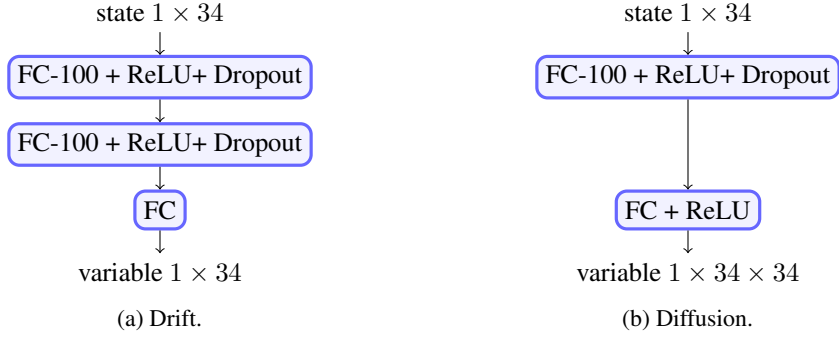 state 1 × 34
FC-100 + ReLU+ Dropout
FC-100 + ReLU+ Dropout
FC
variable 1 × 34
(a) Drift.
state 1 × 34
FC-100 + ReLU+ Dropout
FC + ReLU
variable 1 × 34 × 34
(b) Diffusion.